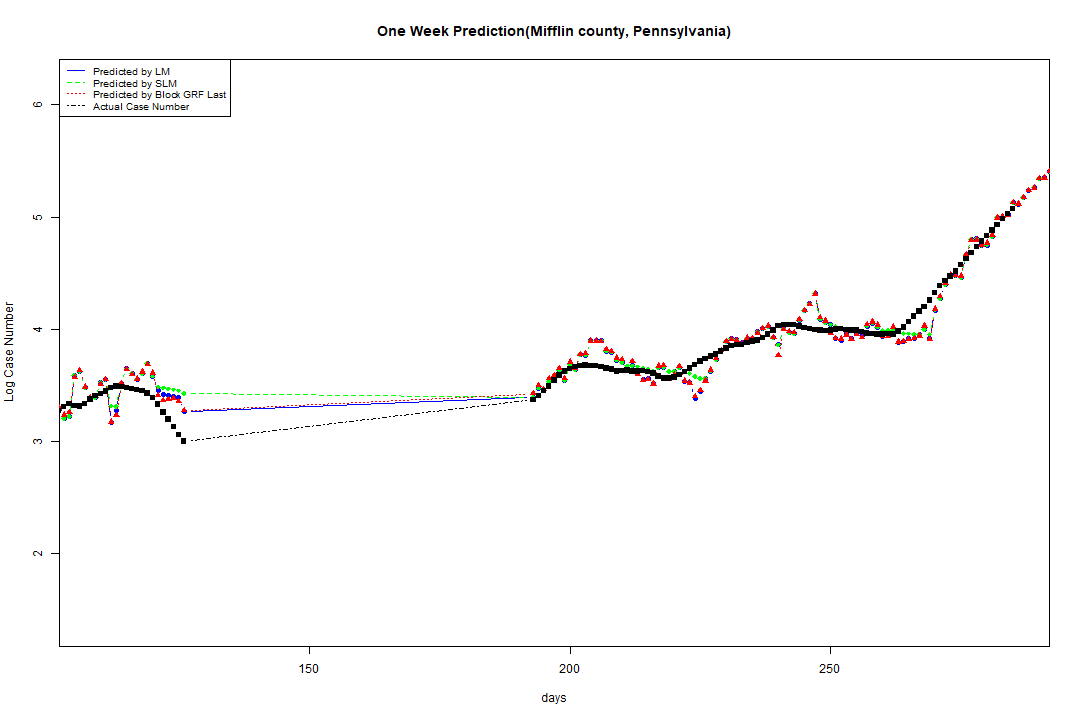 One Week Prediction(Mifflin county, Pennsylvania)
Predicted by LM
Predicted by SLM
Predicted by Block GRF Last
Actual Case Number
6
5
4
3
2
Log Case Number
150
200
250
days